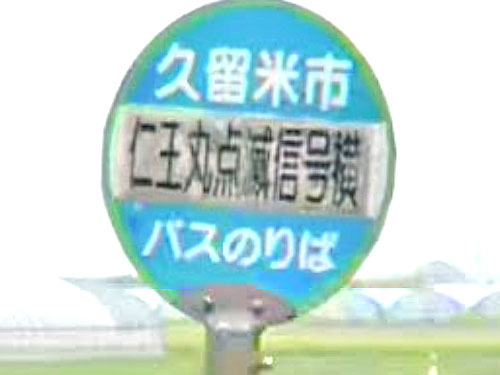 久留米市
仁王丸点滅信号横
バスのりば